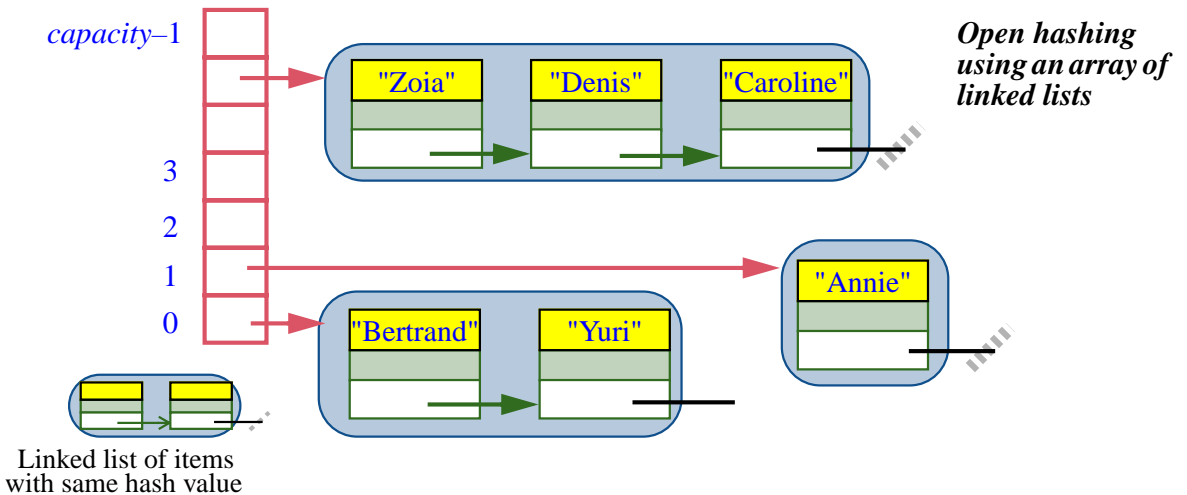 capacity–1
Open hashing
using an array of
linked lists
"Zoia" "Denis" "Caroline"
3
2
1
0
"Annie"
"Bertrand" "Yuri"
Linked list of items
with same hash value